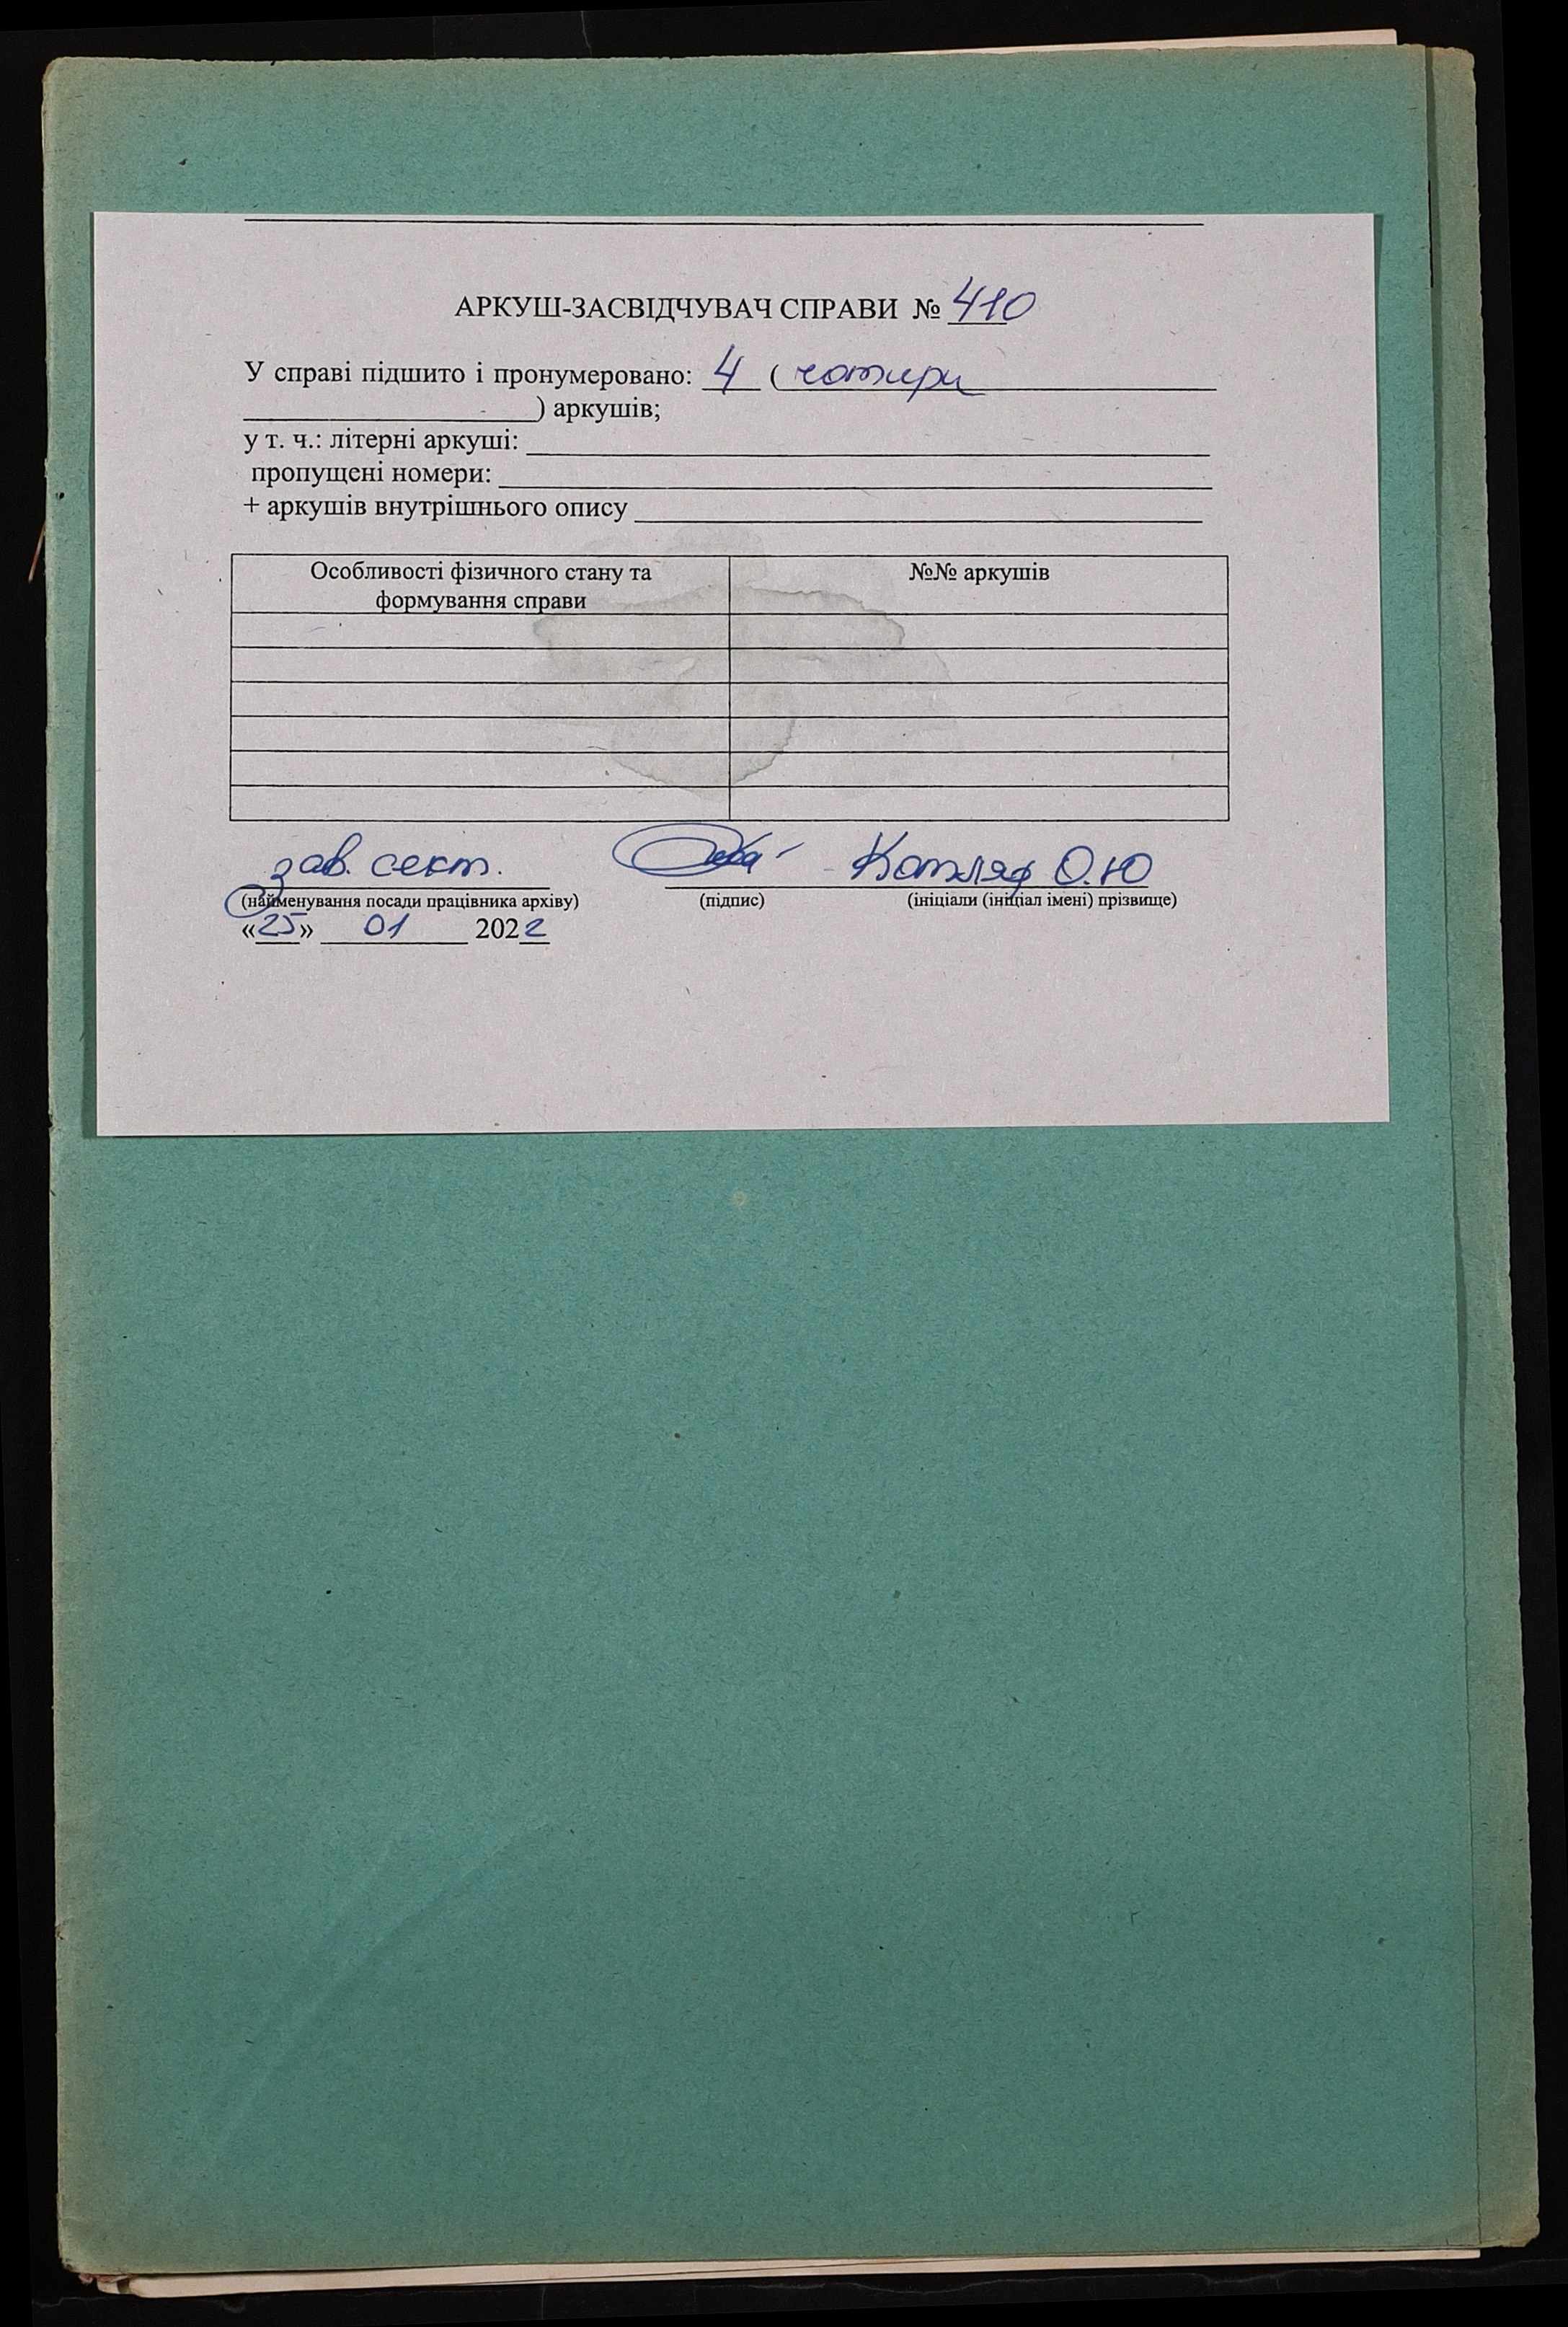 АРКУШ-ЗАСВІДЧУВАЧ СПРАВИ № 410
У справі підшито і пронумеровано: 4 ( чотири
) аркушів;
у т. ч.: літерні аркуші:
пропущені номери:
+ аркушів внутрішнього опису
Особливості фізичного стану та формування справи №№ аркушів
зав. сект. Котляр О.Ю
(найменування посади працівника архіву) (підпис) (ініціали (ініціал імені) прізвище)
«25» 01 2022